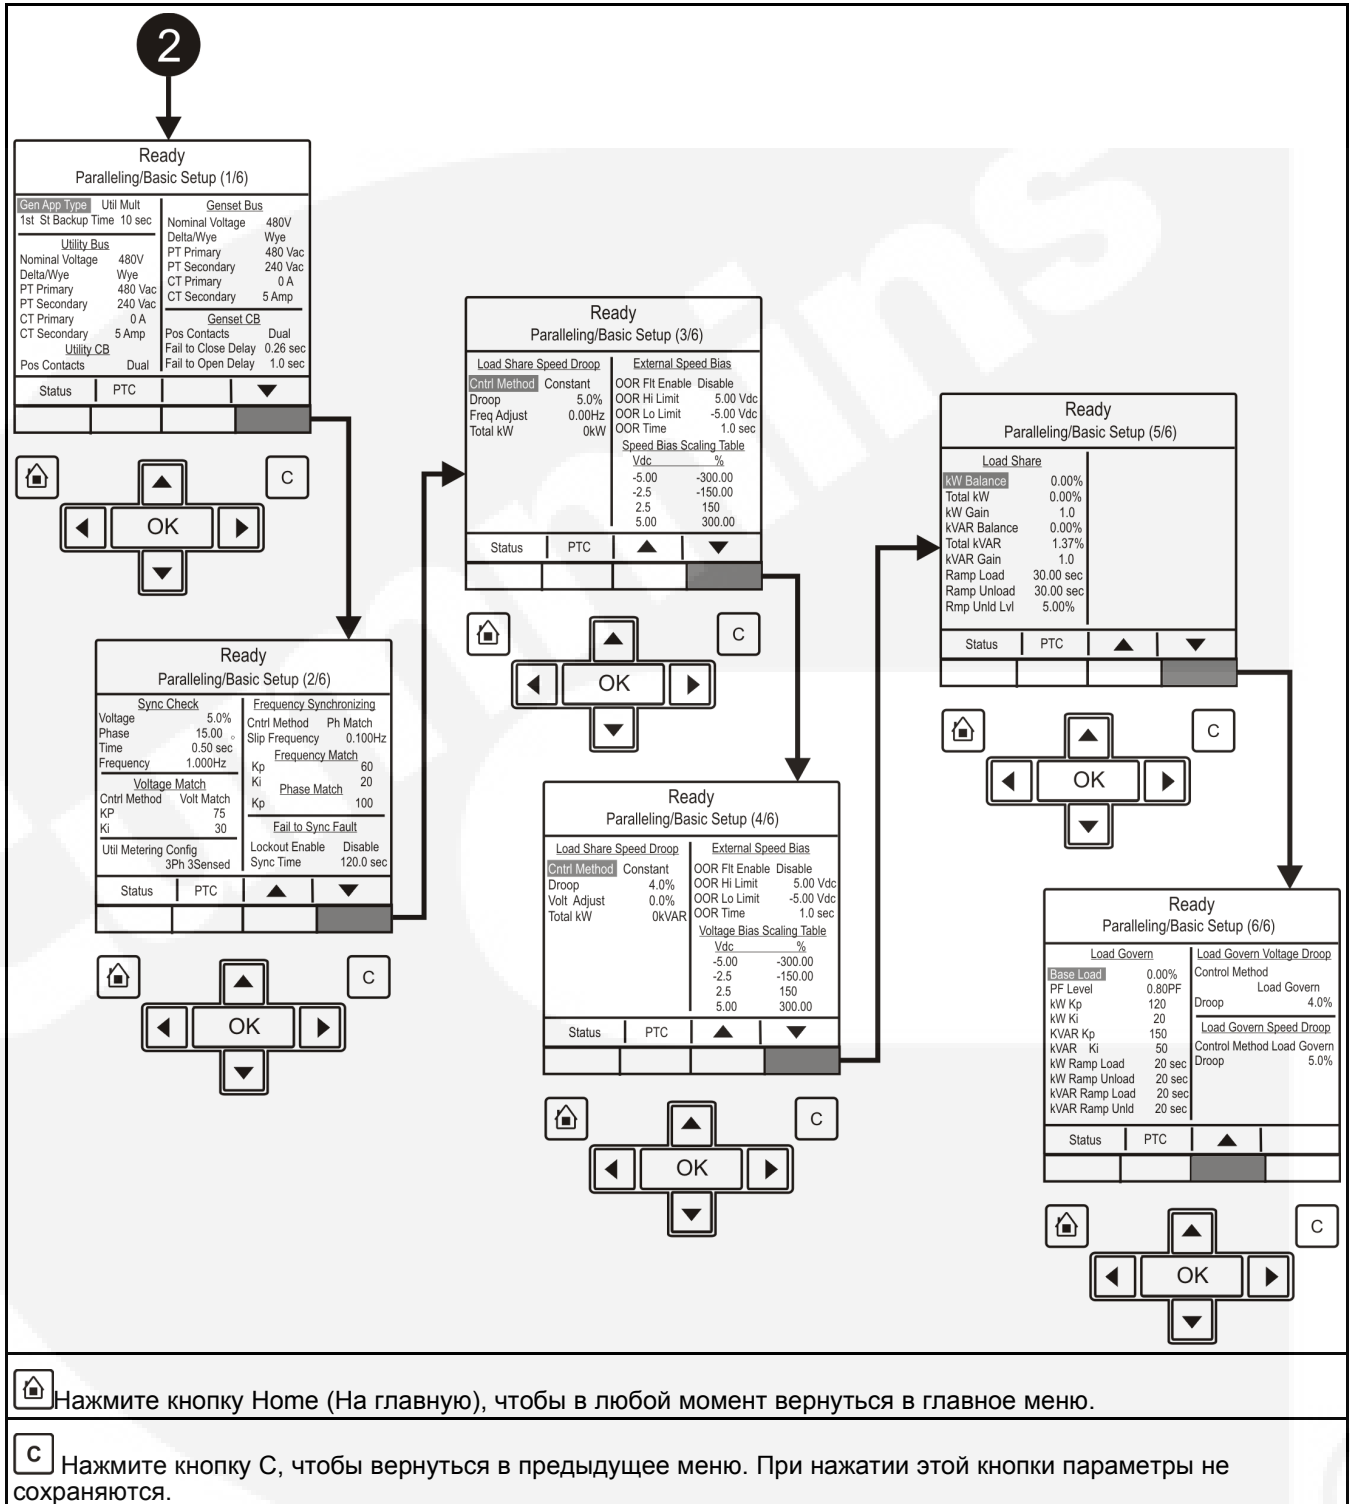 2
Ready
Paralleling/Basic Setup (1/6)
Gen App Type Util Mult
1st St Backup Time 10 sec
Utility Bus
Nominal Voltage 480V
Delta/Wye Wye
PT Primary 480 Vac
PT Secondary 240 Vac
CT Primary 0 A
CT Secondary 5 Amp
Utility CB
Pos Contacts Dual
Genset Bus
Nominal Voltage 480V
Delta/Wye Wye
PT Primary 480 Vac
PT Secondary 240 Vac
CT Primary 0 A
CT Secondary 5 Amp
Genset CB
Pos Contacts Dual
Fail to Close Delay 0.26 sec
Fail to Open Delay 1.0 sec
Status PTC
C
OK
Ready
Paralleling/Basic Setup (2/6)
Sync Check
Voltage 5.0%
Phase 15.00 °
Time 0.50 sec
Frequency 1.000Hz
Voltage Match
Cntrl Method Volt Match
KP 75
Ki 30
Util Metering Config
3Ph 3Sensed
Frequency Synchronizing
Cntrl Method Ph Match
Slip Frequency 0.100Hz
Frequency Match
Kp 60
Ki 20
Phase Match
Kp 100
Fail to Sync Fault
Lockout Enable Disable
Sync Time 120.0 sec
Status PTC
C
OK
Ready
Paralleling/Basic Setup (3/6)
Load Share Speed Droop
Cntrl Method Constant
Droop 5.0%
Freq Adjust 0.00Hz
Total kW 0kW
External Speed Bias
OOR Flt Enable Disable
OOR Hi Limit 5.00 Vdc
OOR Lo Limit -5.00 Vdc
OOR Time 1.0 sec
Speed Bias Scaling Table
Vdc %
-5.00 -300.00
-2.5 -150.00
2.5 150
5.00 300.00
Status PTC
C
OK
Ready
Paralleling/Basic Setup (4/6)
Load Share Speed Droop
Cntrl Method Constant
Droop 4.0%
Volt Adjust 0.0%
Total kW 0kVAR
External Speed Bias
OOR Flt Enable Disable
OOR Hi Limit 5.00 Vdc
OOR Lo Limit -5.00 Vdc
OOR Time 1.0 sec
Voltage Bias Scaling Table
Vdc %
-5.00 -300.00
-2.5 -150.00
2.5 150
5.00 300.00
Status PTC
C
OK
Ready
Paralleling/Basic Setup (5/6)
Load Share
kW Balance 0.00%
Total kW 0.00%
kW Gain 1.0
kVAR Balance 0.00%
Total kVAR 1.37%
kVAR Gain 1.0
Ramp Load 30.00 sec
Ramp Unload 30.00 sec
Rmp Unld Lvl 5.00%
Status PTC
C
OK
Ready
Paralleling/Basic Setup (6/6)
Load Govern
Base Load 0.00%
PF Level 0.80PF
kW Kp 120
kW Ki 20
KVAR Kp 150
kVAR Ki 50
kW Ramp Load 20 sec
kW Ramp Unload 20 sec
kVAR Ramp Load 20 sec
kVAR Ramp Unld 20 sec
Load Govern Voltage Droop
Control Method
Load Govern
Droop 4.0%
Load Govern Speed Droop
Control Method Load Govern
Droop 5.0%
Status PTC
C
OK
Нажмите кнопку Home (На главную), чтобы в любой момент вернуться в главное меню.
C Нажмите кнопку C, чтобы вернуться в предыдущее меню. При нажатии этой кнопки параметры не
сохраняются.
Cummins